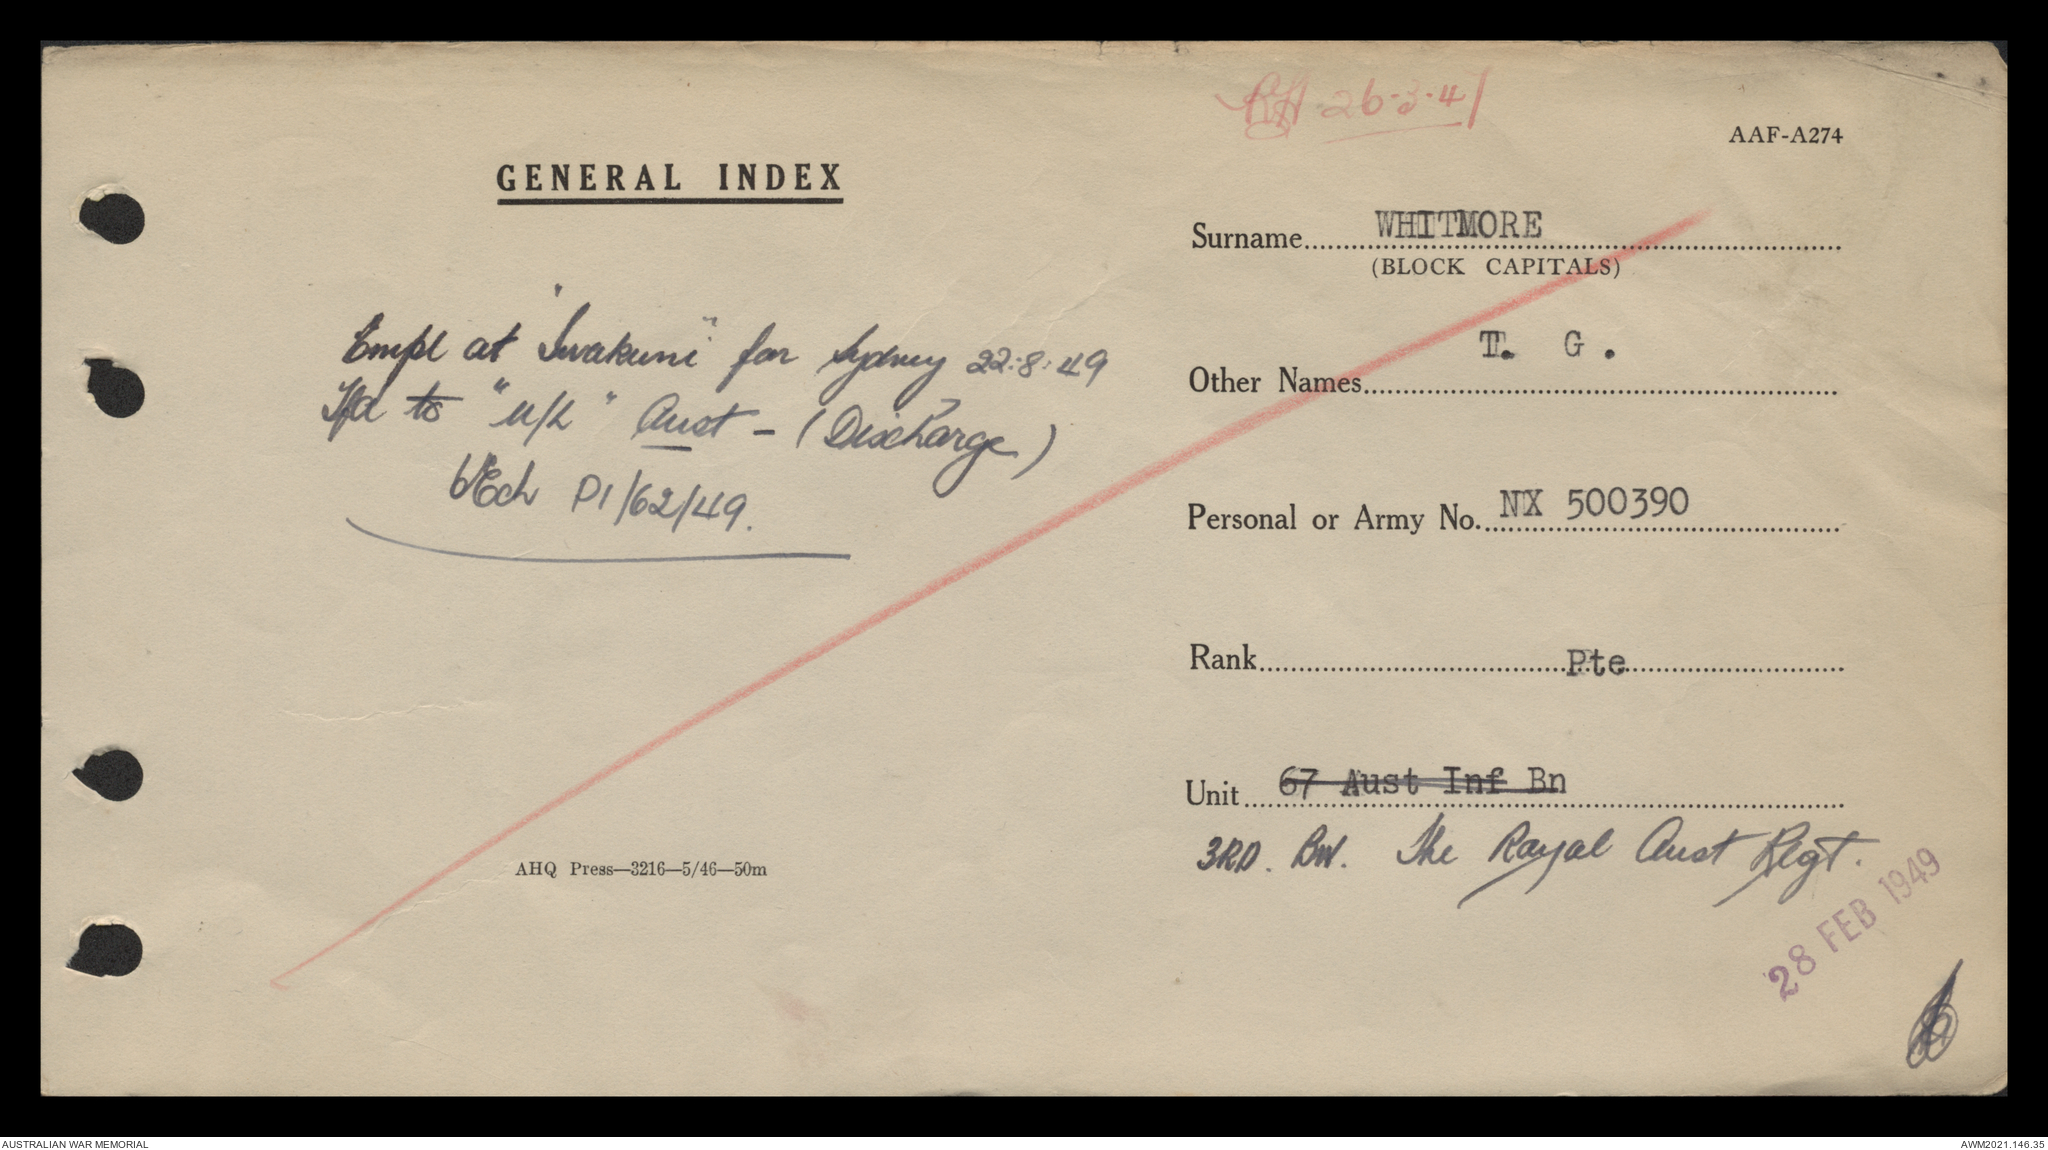 RH 26-3-41
AAF-A274
GENERAL INDEX
Surname WHITMORE
(BLOCK CAPITALS)
Other Names T. G.
Personal or Army No. NX 500390
Rank Pte
Unit 67 Aust Inf Bn
3RD. BN. The Royal Aust Regt.
28 FEB 1949
Empl at "Iwakuni" for Sydney 22:8:49
Tfd to "U/L" Aust - (Discharge)
6/Ech P1/62/49.
AHQ Press—3216—5/46—50m
AUSTRALIAN WAR MEMORIAL
AWM2021.146.35